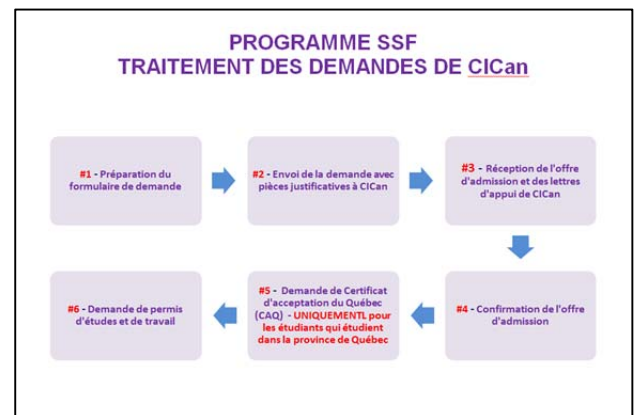 PROGRAMME SSF
TRAITEMENT DES DEMANDES DE CICan
#1 - Préparation du
formulaire de demande
#2 - Envoi de la demande avec
pièces justificatives à CICan
#3 - Réception de l'offre
d'admission et des lettres
d'appui de CICan
#4 - Confirmation de l'offre
d'admission
#5 - Demande de Certificat
d'acceptation du Québec
(CAQ) - UNIQUEMENTL pour
les étudiants qui étudient
dans la province de Québec
#6 - Demande de permis
d'études et de travail